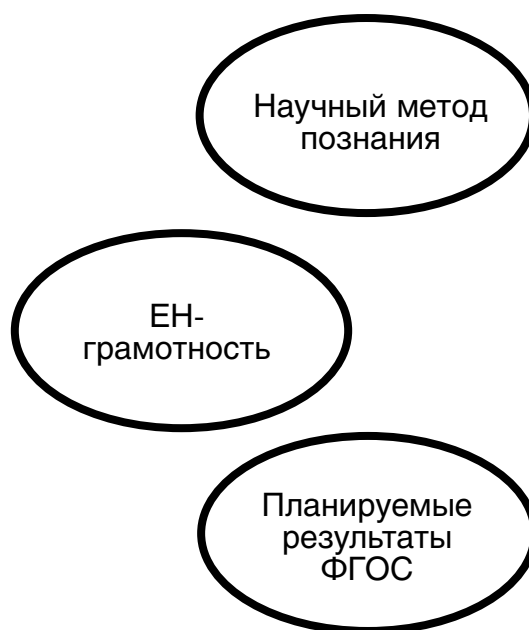 Научный метод
познания
ЕН-
грамотность
Планируемые
результаты
ФГОС